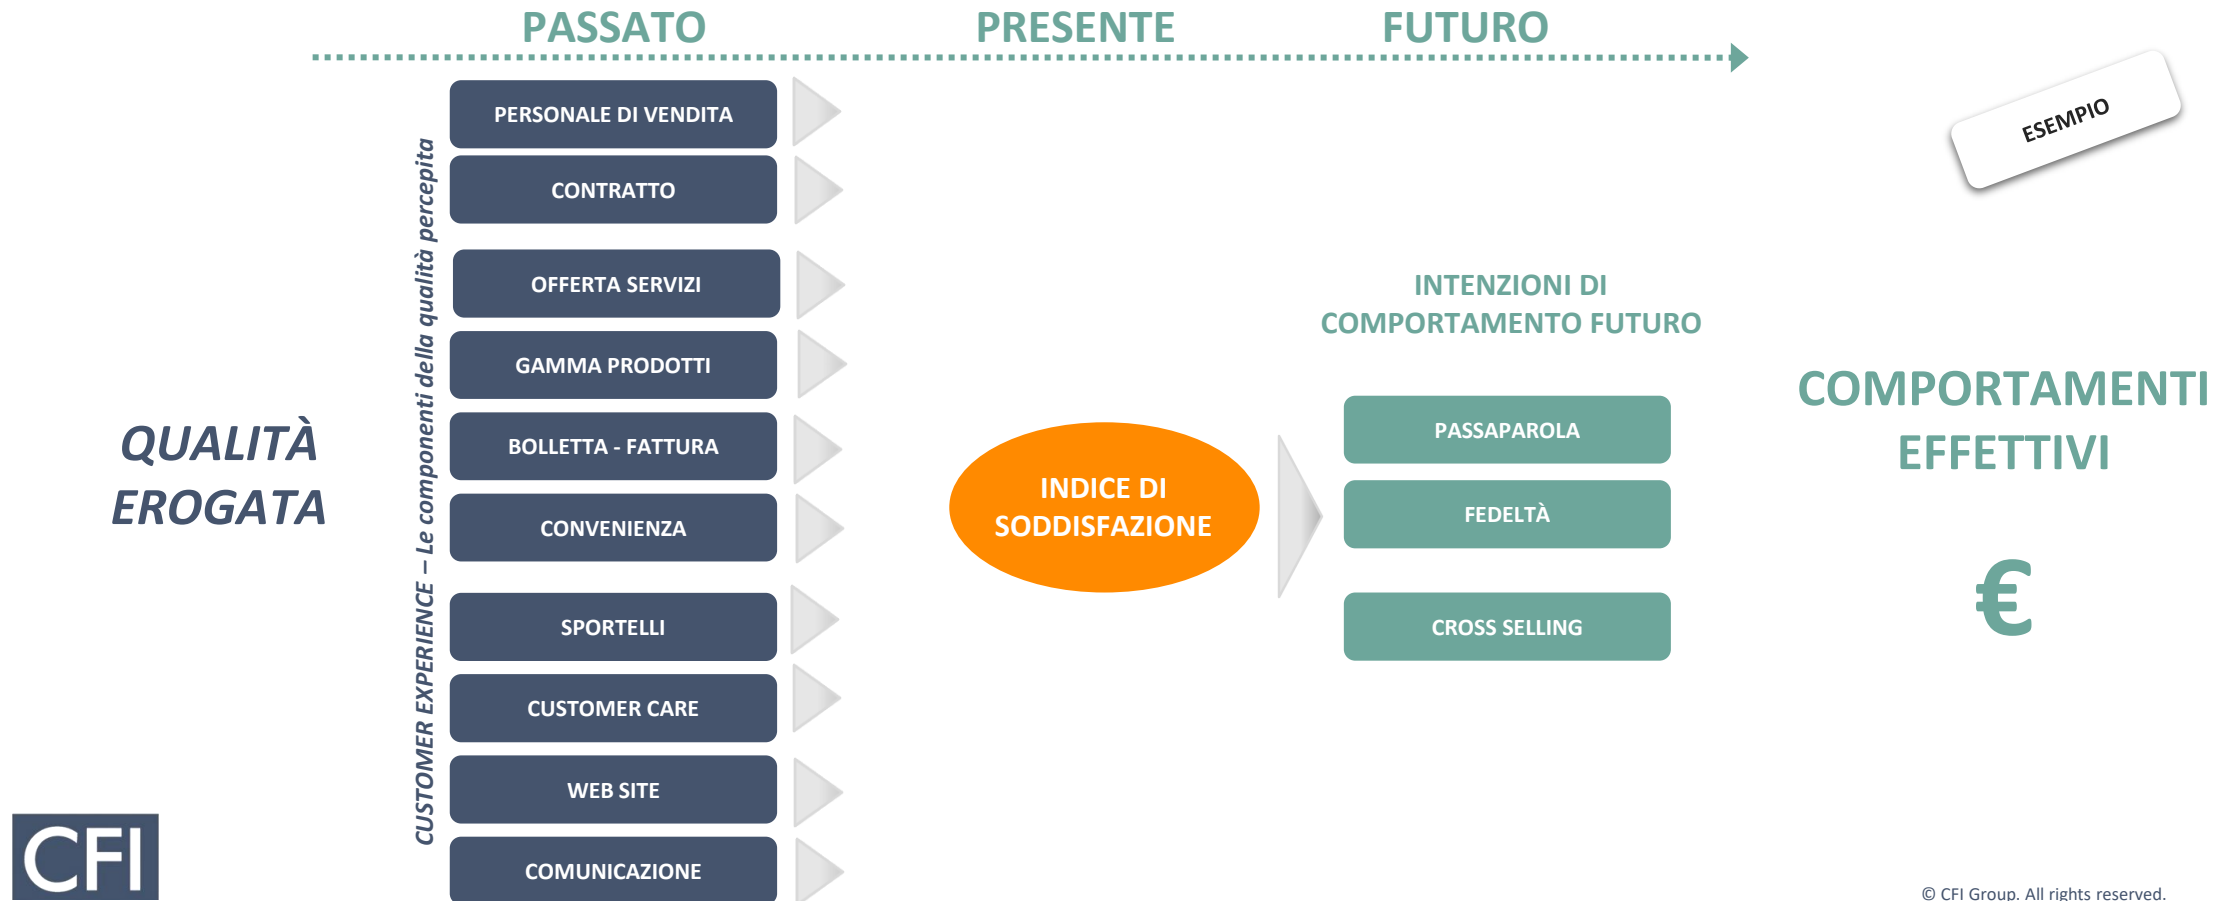 PASSATO PRESENTE FUTURO
ESEMPIO
QUALITÀ
EROGATA
CUSTOMER EXPERIENCE – Le componenti della qualità percepita
PERSONALE DI VENDITA
CONTRATTO
OFFERTA SERVIZI
GAMMA PRODOTTI
BOLLETTA - FATTURA
CONVENIENZA
SPORTELLI
CUSTOMER CARE
WEB SITE
COMUNICAZIONE
INDICE DI
SODDISFAZIONE
INTENZIONI DI
COMPORTAMENTO FUTURO
PASSAPAROLA
FEDELTÀ
CROSS SELLING
COMPORTAMENTI
EFFETTIVI
€
CFI
© CFI Group. All rights reserved.